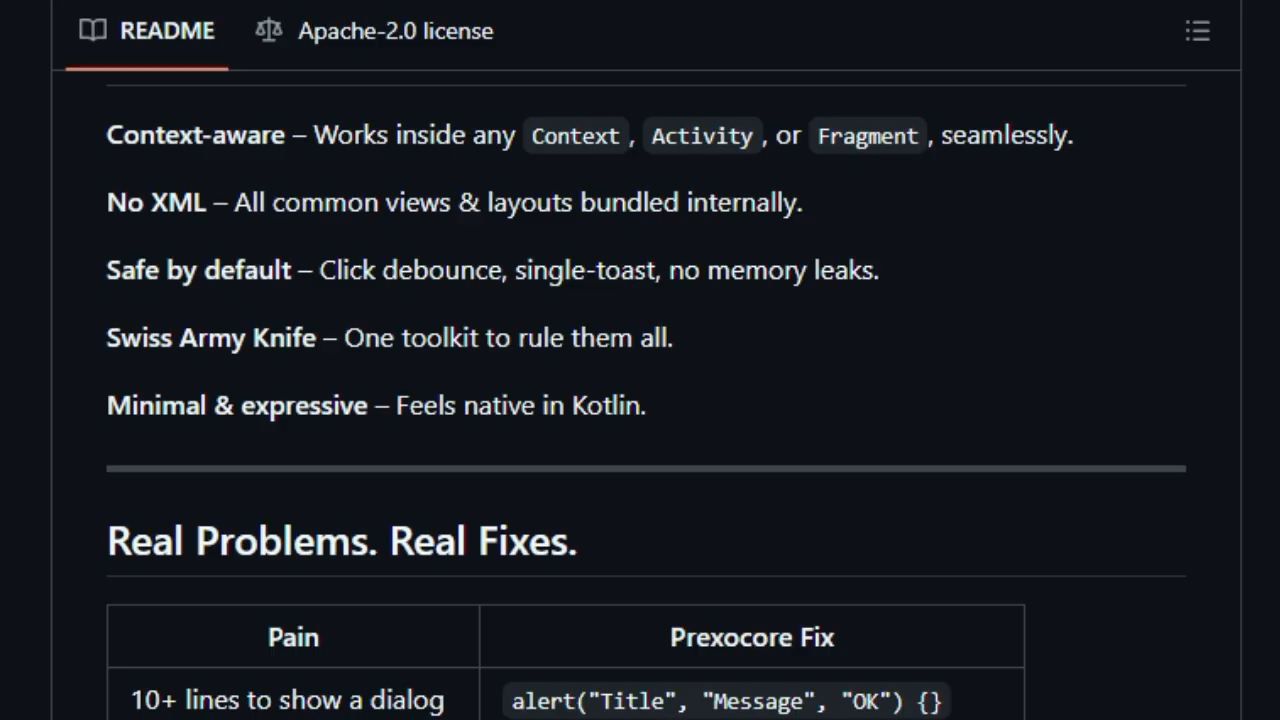 README Apache-2.0 license
Context-aware – Works inside any Context, Activity, or Fragment, seamlessly.
No XML – All common views & layouts bundled internally.
Safe by default – Click debounce, single-toast, no memory leaks.
Swiss Army Knife – One toolkit to rule them all.
Minimal & expressive – Feels native in Kotlin.
Real Problems. Real Fixes.
Pain Prexocore Fix
10+ lines to show a dialog alert("Title", "Message", "OK") {}